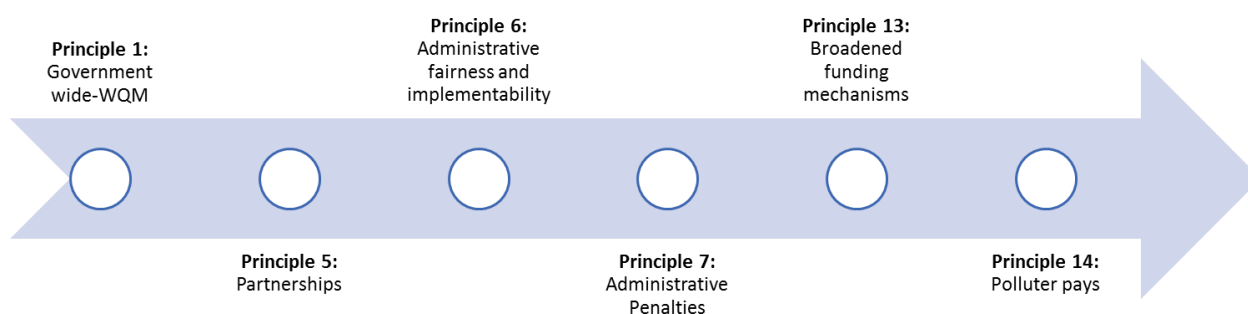 Principle 1:
Government
wide-WQM
Principle 5:
Partnerships
Principle 6:
Administrative
fairness and
implementability
Principle 7:
Administrative
Penalties
Principle 13:
Broadened
funding
mechanisms
Principle 14:
Polluter pays